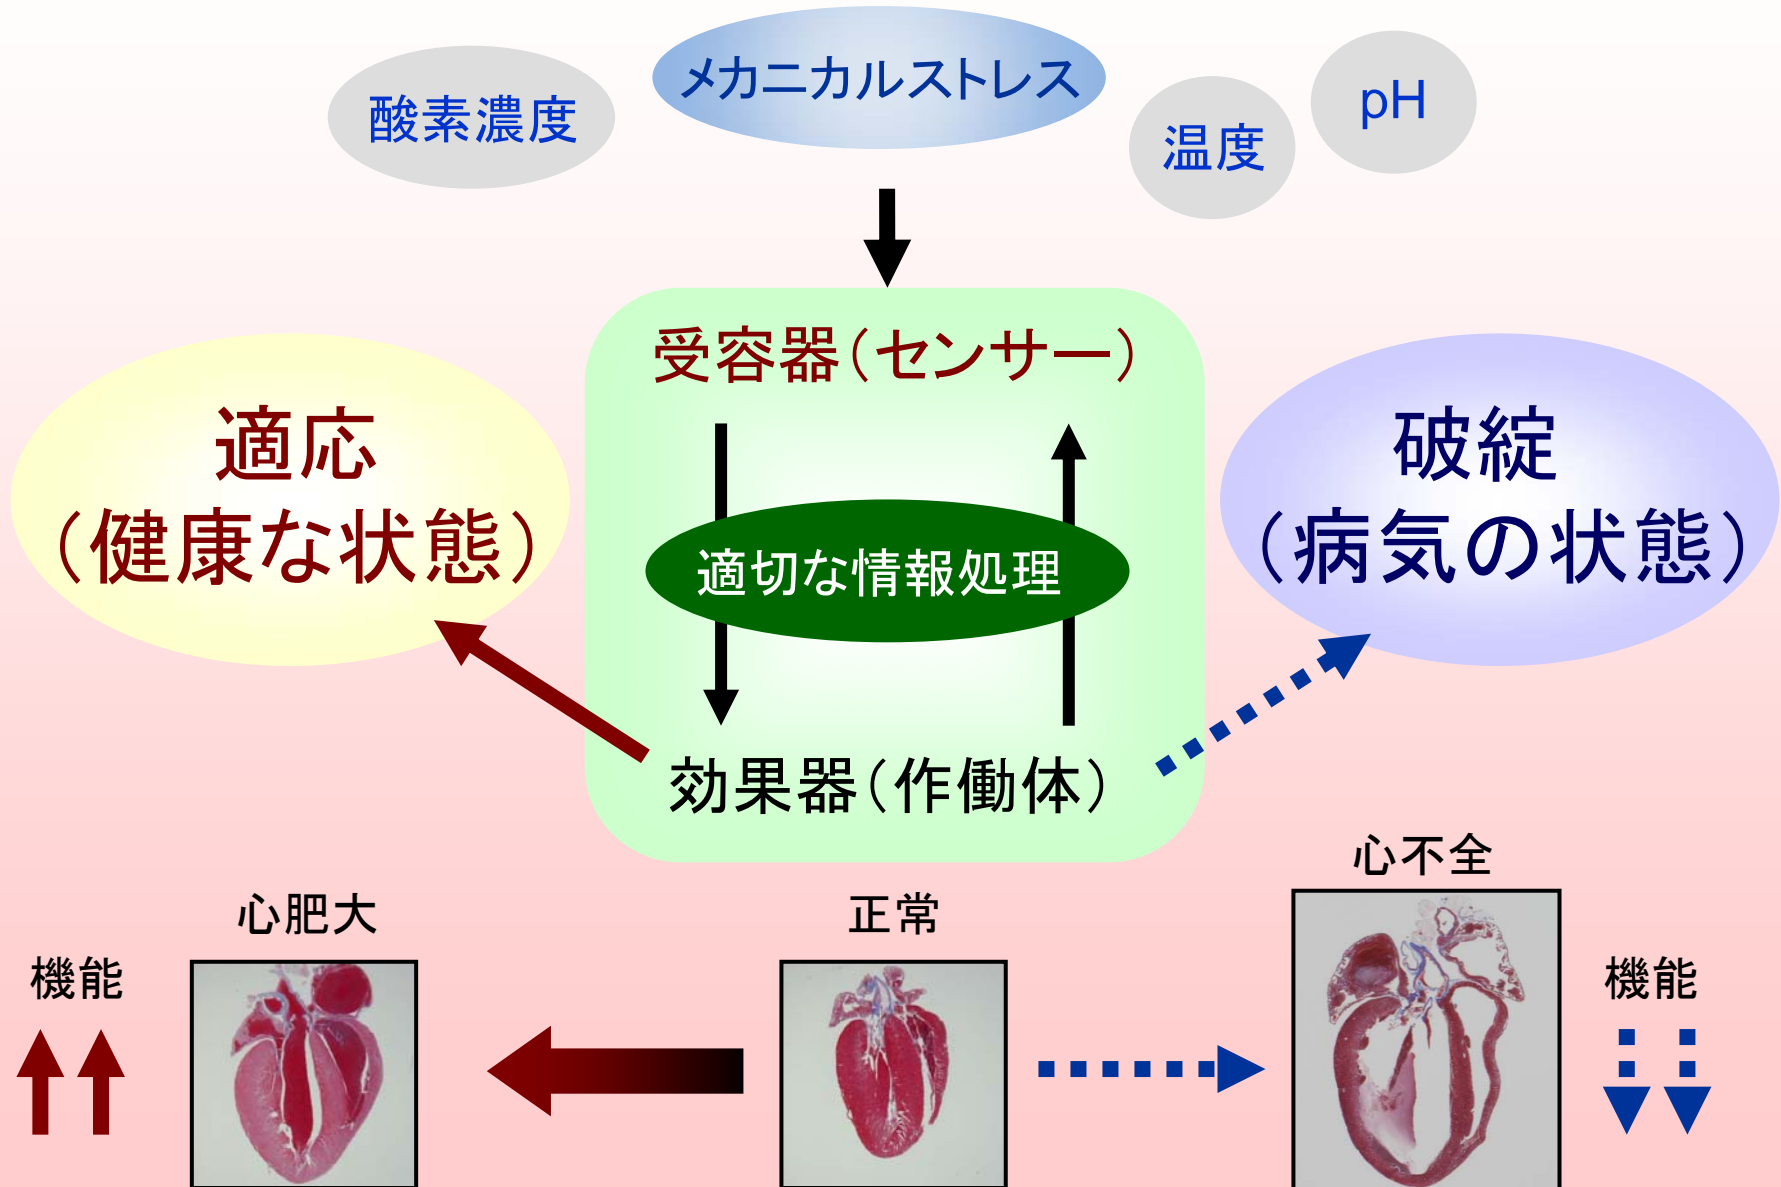 メカニカルストレス
酸素濃度
温度
pH
受容器（センサー）
適応
（健康な状態）
破綻
（病気の状態）
適切な情報処理
効果器（作働体）
心肥大
正常
心不全
機能
機能